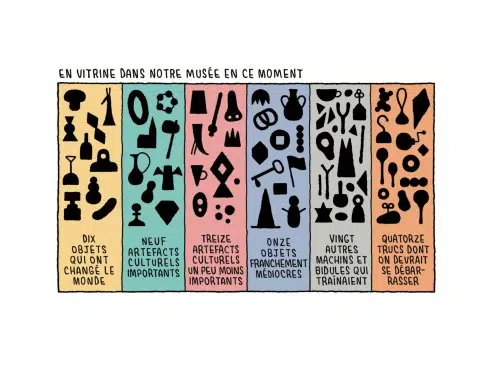 EN VITRINE DANS NOTRE MUSÉE EN CE MOMENT
DIX
OBJETS
QUI ONT
CHANGÉ LE
MONDE
NEUF
ARTEFACTS
CULTURELS
IMPORTANTS
TREIZE
ARTEFACTS
CULTURELS
UN PEU MOINS
IMPORTANTS
ONZE
OBJETS
FRANCHEMENT
MÉDIOCRES
VINGT
AUTRES
MACHINS ET
BIDULES QUI
TRAÎNAIENT
QUATORZE
TRUCS DONT
ON DEVRAIT
SE DÉBAR-
RASSER